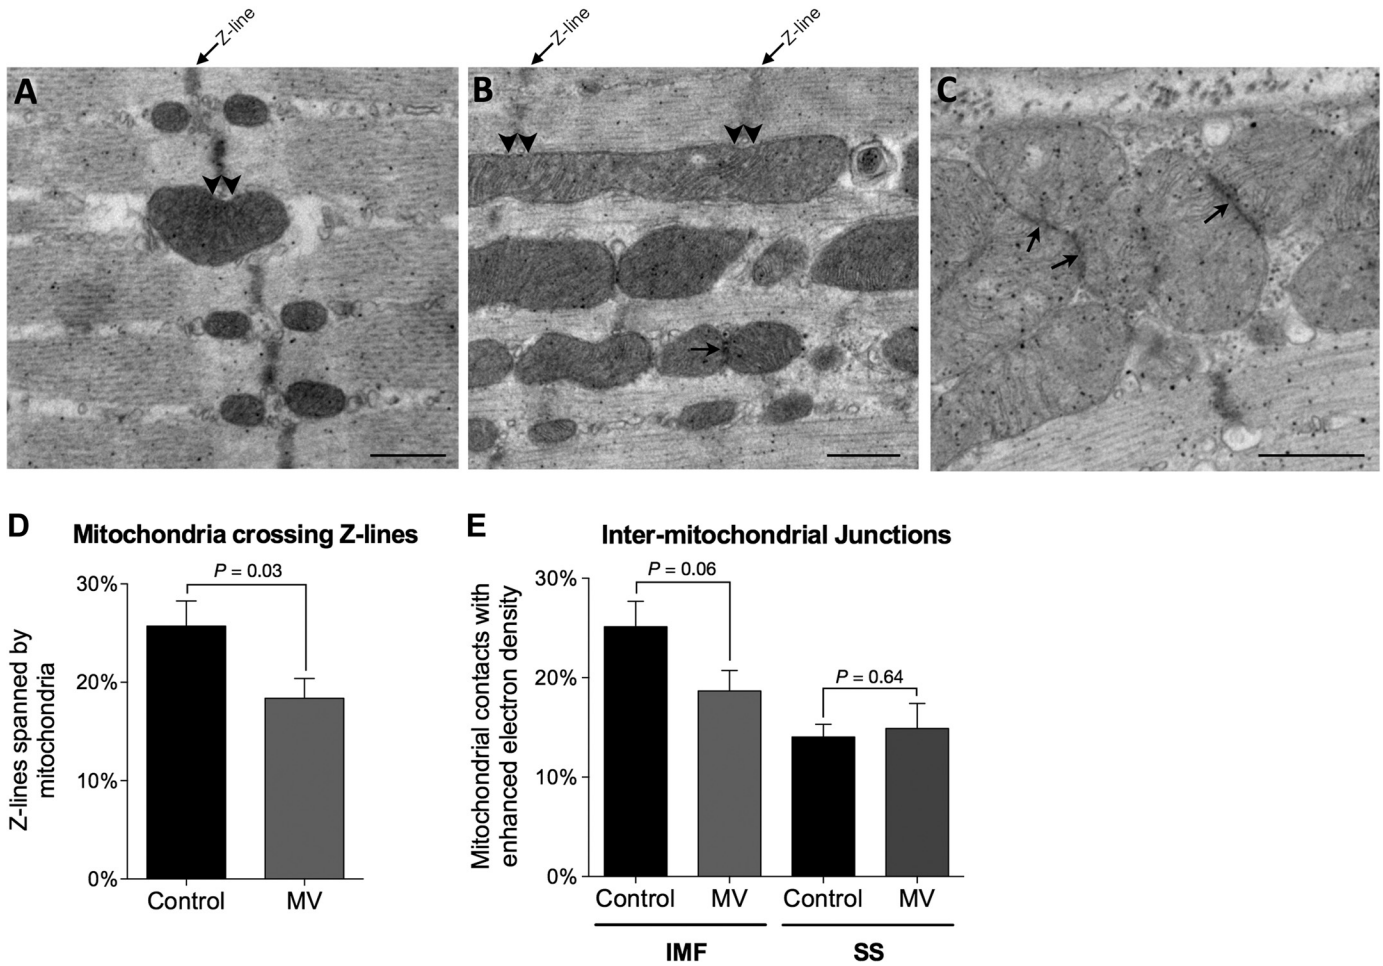 Z-line
Z-line
Z-line
A
B
C
D
Mitochondria crossing Z-lines
P = 0.03
30%
20%
10%
0%
Z-lines spanned by
mitochondria
Control
MV
E
Inter-mitochondrial Junctions
P = 0.06
P = 0.64
30%
20%
10%
0%
Mitochondrial contacts with
enhanced electron density
Control
MV
Control
MV
IMF
SS